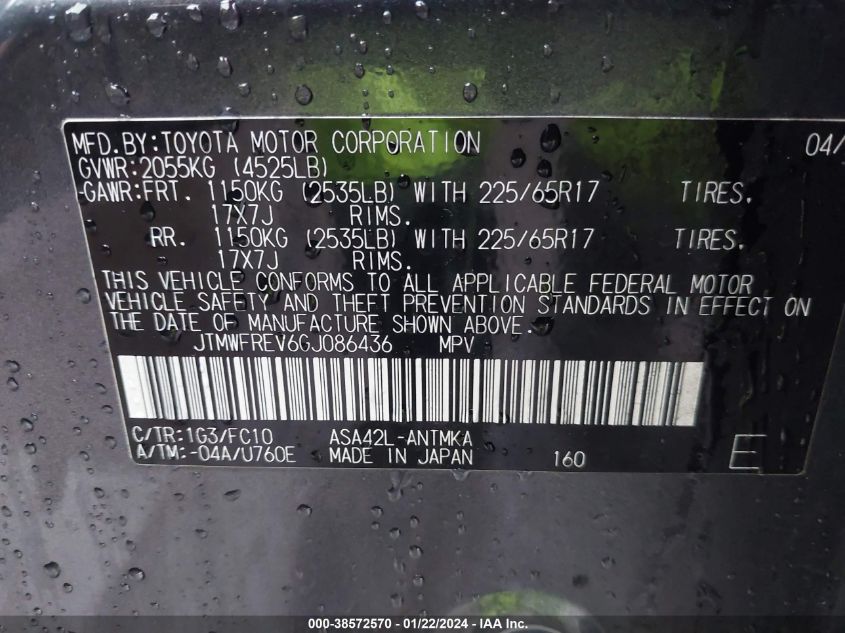 MFD.BY:TOYOTA MOTOR CORPORATION 04/
GVWR:2055KG (4525LB)
GAWR:FRT. 1150KG (2535LB) WITH 225/65R17 TIRES,
17X7J RIMS.
RR. 1150KG (2535LB) WITH 225/65R17 TIRES,
17X7J RIMS.
THIS VEHICLE CONFORMS TO ALL APPLICABLE FEDERAL MOTOR
VEHICLE SAFETY AND THEFT PREVENTION STANDARDS IN EFFECT ON
THE DATE OF MANUFACTURE SHOWN ABOVE.
JTMWFREV6GJ086436 MPV
C/TR:1G3/FC10 ASA42L-ANTMKA
A/TM:-04A/U760E MADE IN JAPAN 160 E
000-38572570 - 01/22/2024 - IAA Inc.